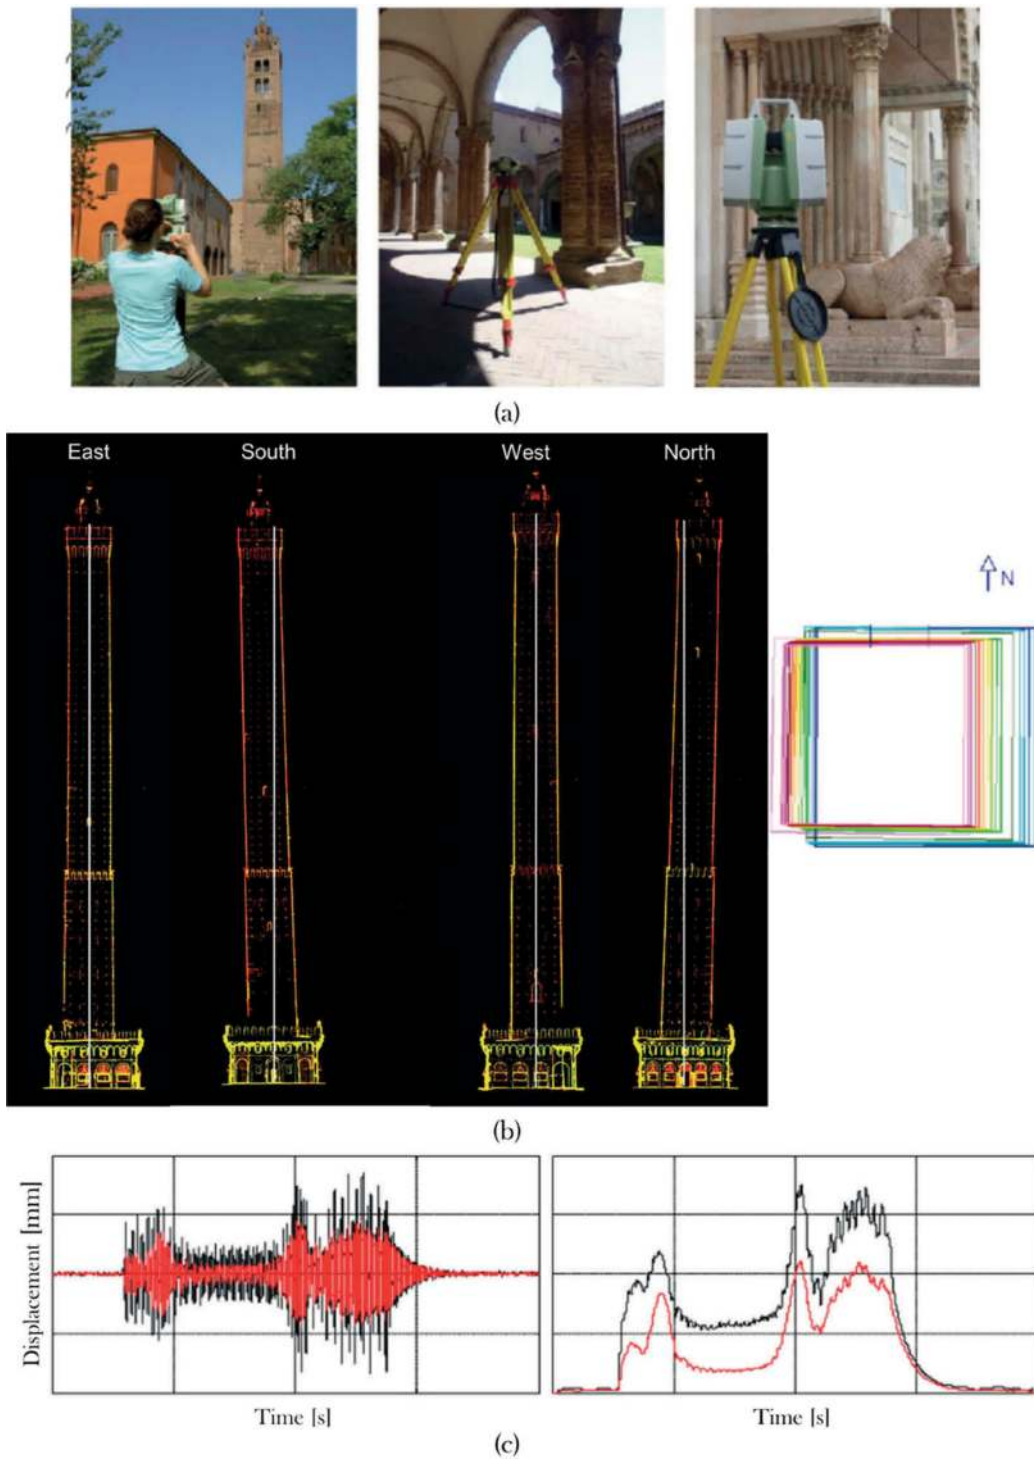 (a)
East South West North
N
(b)
Displacement [mm]
Time [s] Time [s]
(c)